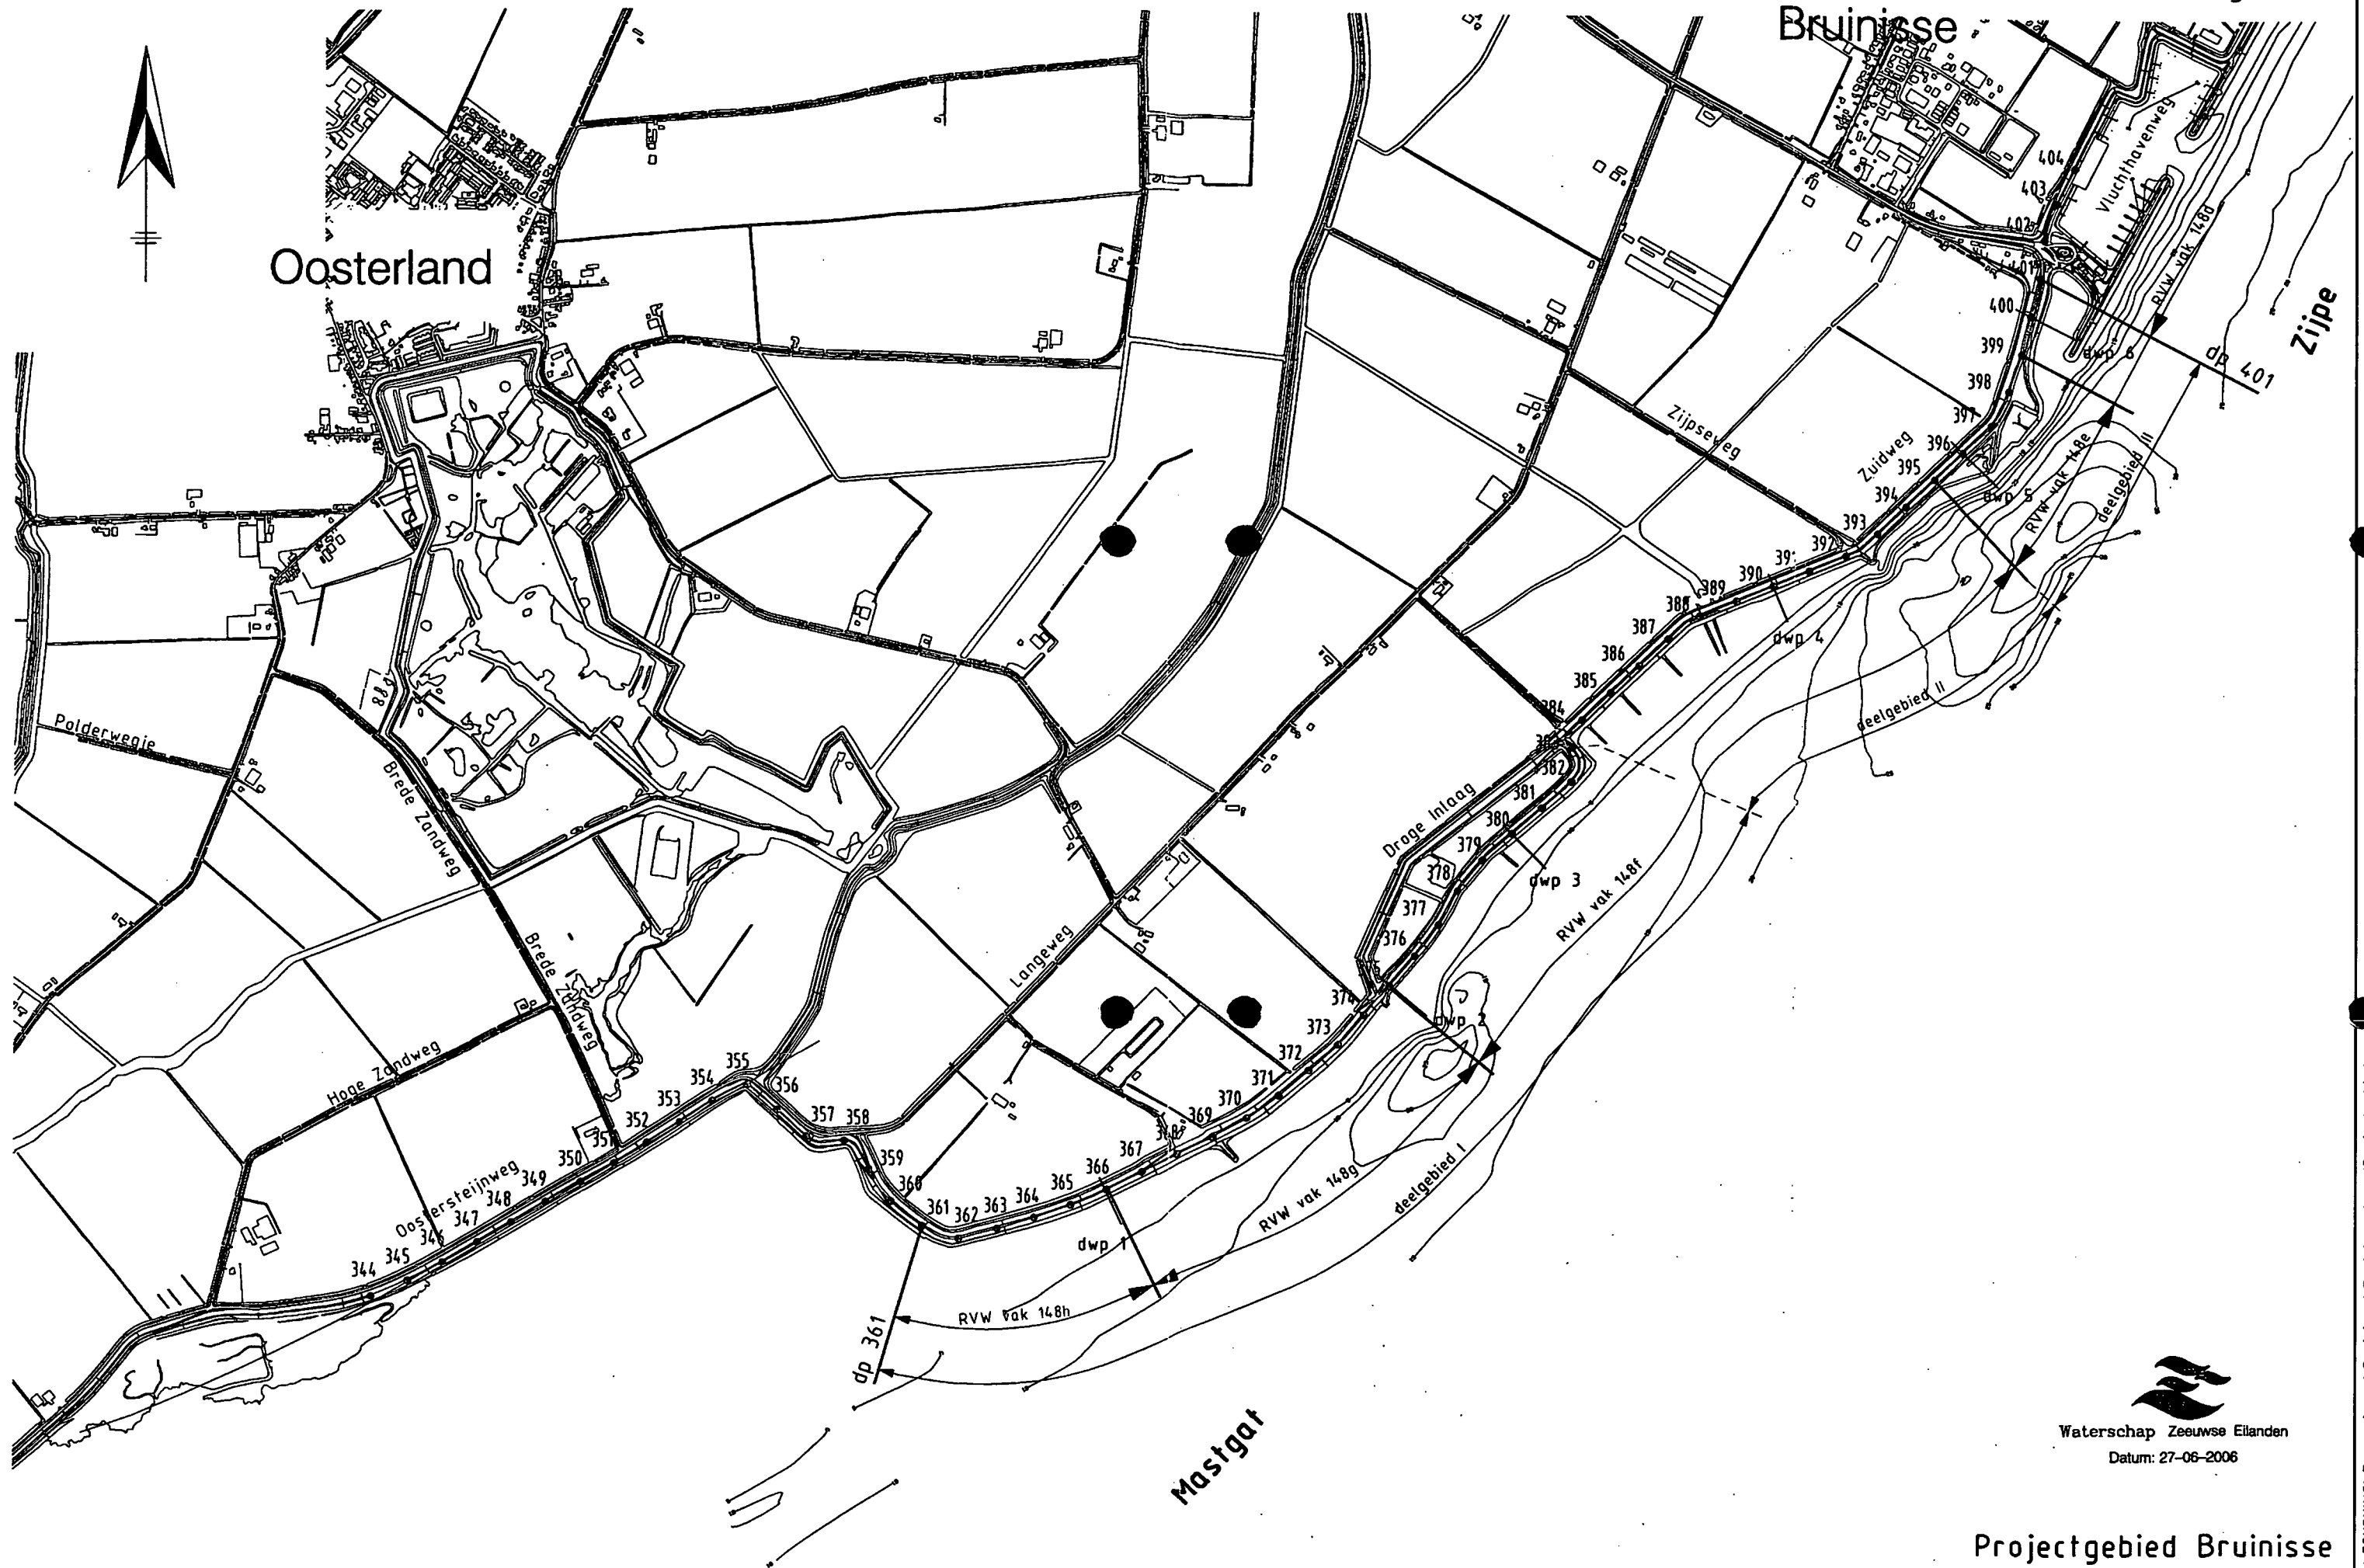 Bruinisse
Oosterland
Vluchthavenweg
404
403
402
401
400
399
398
397
396
395
394
393
392
390
389
388
387
386
385
384
382
381
380
379
378
377
376
374
373
372
371
370
369
367
366
365
364
363
362
361
360
359
358
357
356
355
354
353
352
351
350
349
348
347
346
345
344
RVW vak 148d
Zijpe
dp 401
dwp 6
RVW vak 148e
deelgebied III
Zijpseweg
Zuidweg
dwp 5
dwp 4
deelgebied II
Polderwegje
Brede Zandweg
Droge Inlaag
dwp 3
RVW vak 148f
Brede Zandweg
Langeweg
dwp 2
Hoge Zandweg
Oostersteijnweg
RVW vak 148g
deelgebied I
dwp 1
RVW vak 148h
dp 361
Mastgat
Waterschap Zeeuwse Eilanden
Datum: 27-06-2006
Projectgebied Bruinisse